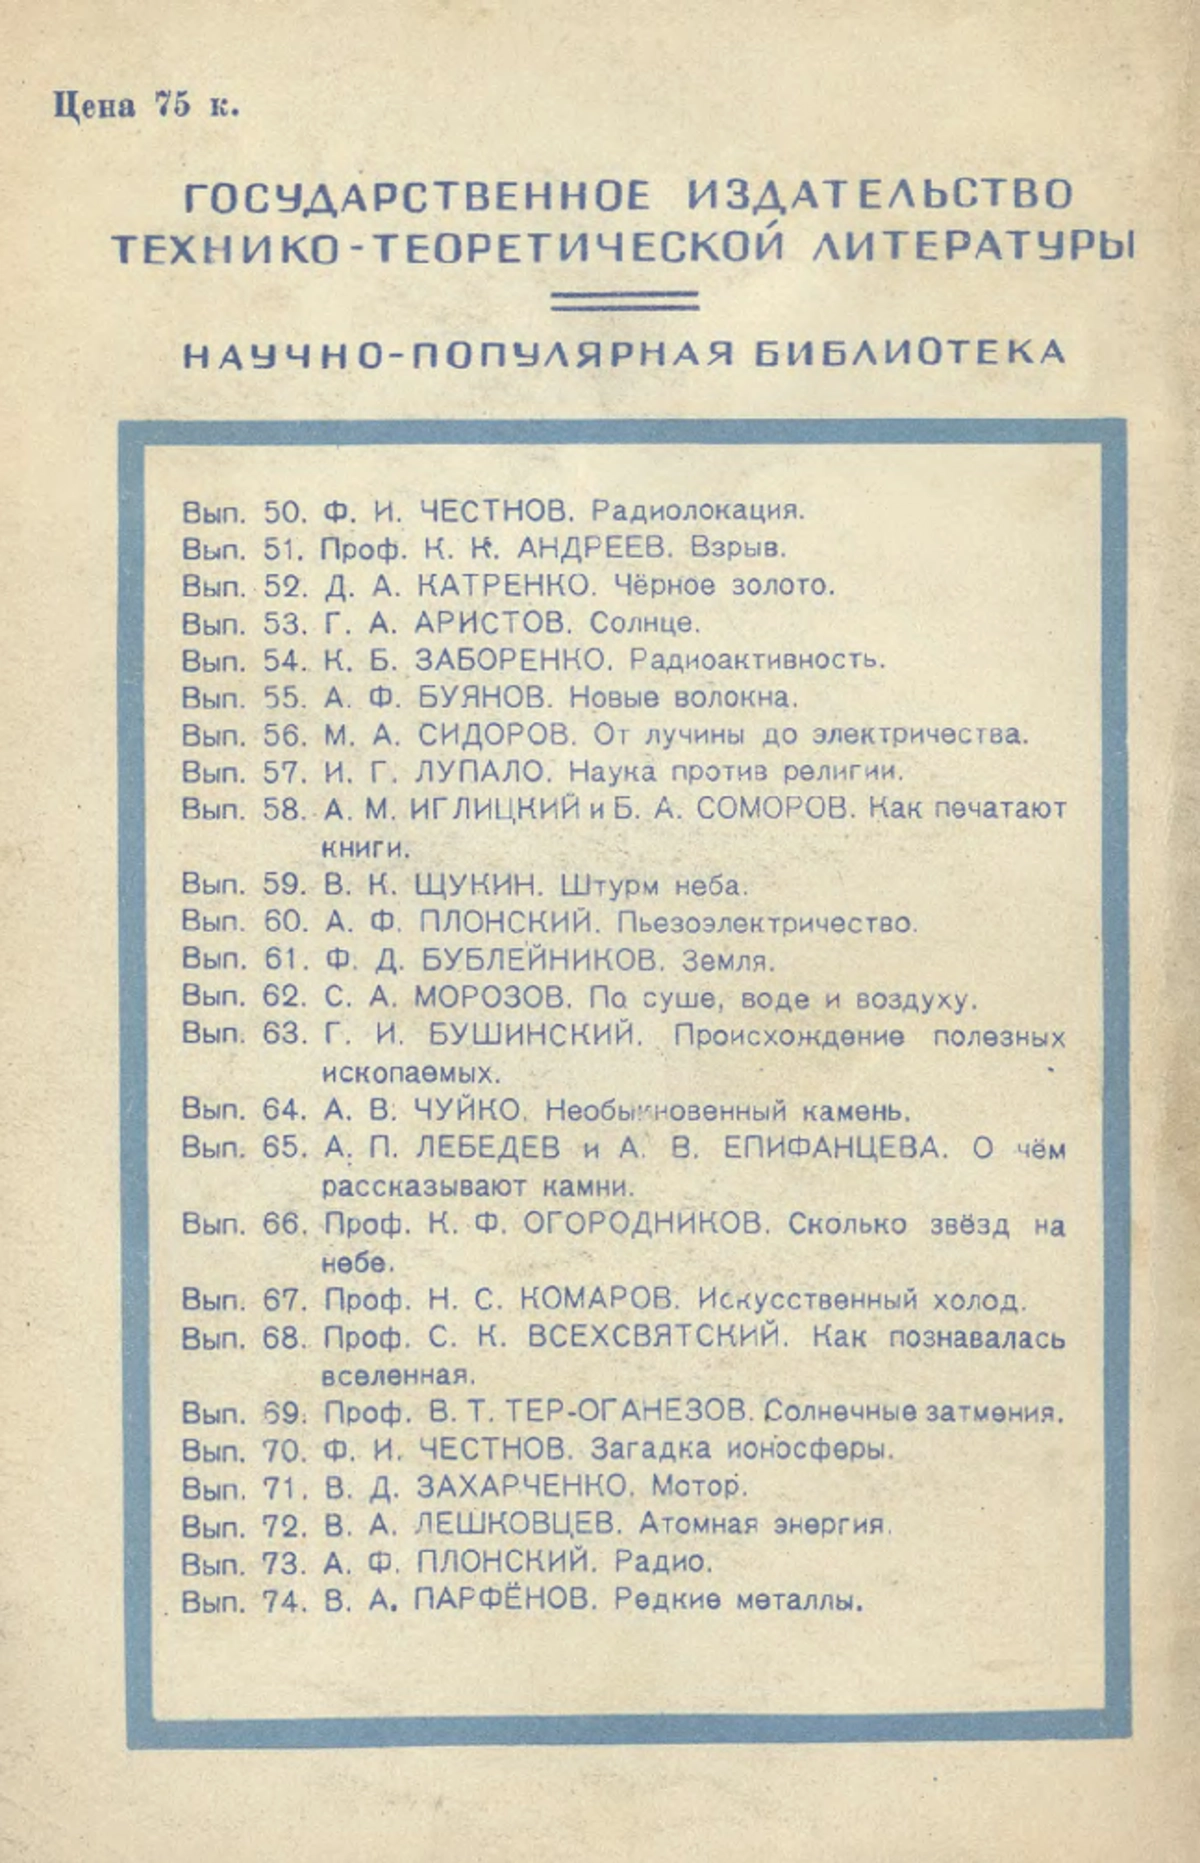 Цена 75 к.
ГОСУДАРСТВЕННОЕ ИЗДАТЕЛЬСТВО
ТЕХНИКО-ТЕОРЕТИЧЕСКОЙ ЛИТЕРАТУРЫ
НАУЧНО-ПОПУЛЯРНАЯ БИБЛИОТЕКА
Вып. 50. Ф. И. ЧЕСТНОВ. Радиолокация.
Вып. 51. Проф. К. К. АНДРЕЕВ. Взрыв.
Вып. 52. Д. А. КАТРЕНКО. Чёрное золото.
Вып. 53. Г. А. АРИСТОВ. Солнце.
Вып. 54. К. Б. ЗАБОРЕНКО. Радиоактивность.
Вып. 55. А. Ф. БУЯНОВ. Новые волокна.
Вып. 56. М. А. СИДОРОВ. От лучины до электричества.
Вып. 57. И. Г. ЛУПАЛО. Наука против религии.
Вып. 58. А. М. ИГЛИЦКИЙ и Б. А. СОМОРОВ. Как печатают
книги.
Вып. 59. В. К. ЩУКИН. Штурм неба.
Вып. 60. А. Ф. ПЛОНСКИЙ. Пьезоэлектричество.
Вып. 61. Ф. Д. БУБЛЕЙНИКОВ. Земля.
Вып. 62. С. А. МОРОЗОВ. По суше, воде и воздуху.
Вып. 63. Г. И. БУШИНСКИЙ. Происхождение полезных
ископаемых.
Вып. 64. А. В. ЧУЙКО. Необыкновенный камень.
Вып. 65. А. П. ЛЕБЕДЕВ и А. В. ЕПИФАНЦЕВА. О чём
рассказывают камни.
Вып. 66. Проф. К. Ф. ОГОРОДНИКОВ. Сколько звёзд на
небе.
Вып. 67. Проф. Н. С. КОМАРОВ. Искусственный холод.
Вып. 68. Проф. С. К. ВСЕХСВЯТСКИЙ. Как познавалась
вселенная.
Вып. 69. Проф. В. Т. ТЕР-ОГАНЕЗОВ. Солнечные затмения.
Вып. 70. Ф. И. ЧЕСТНОВ. Загадка ионосферы.
Вып. 71. В. Д. ЗАХАРЧЕНКО. Мотор.
Вып. 72. В. А. ЛЕШКОВЦЕВ. Атомная энергия.
Вып. 73. А. Ф. ПЛОНСКИЙ. Радио.
Вып. 74. В. А. ПАРФЁНОВ. Редкие металлы.